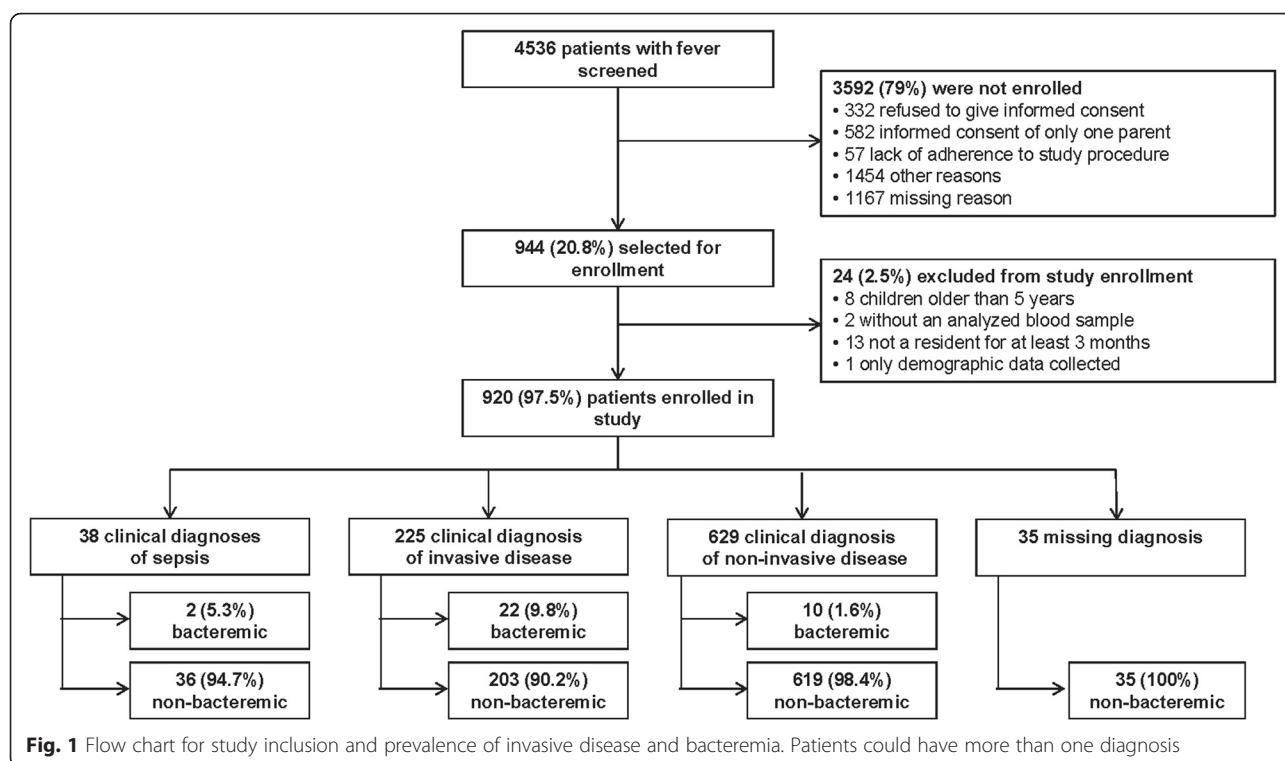 4536 patients with fever
screened
3592 (79%) were not enrolled
• 332 refused to give informed consent
• 582 informed consent of only one parent
• 57 lack of adherence to study procedure
• 1454 other reasons
• 1167 missing reason
944 (20.8%) selected for
enrollment
24 (2.5%) excluded from study enrollment
• 8 children older than 5 years
• 2 without an analyzed blood sample
• 13 not a resident for at least 3 months
• 1 only demographic data collected
920 (97.5%) patients enrolled in
study
38 clinical diagnoses
of sepsis
2 (5.3%)
bacteremic
36 (94.7%)
non-bacteremic
225 clinical diagnosis
of invasive disease
22 (9.8%)
bacteremic
203 (90.2%)
non-bacteremic
629 clinical diagnosis
of non-invasive disease
10 (1.6%)
bacteremic
619 (98.4%)
non-bacteremic
35 missing diagnosis
35 (100%)
non-bacteremic
Fig. 1 Flow chart for study inclusion and prevalence of invasive disease and bacteremia. Patients could have more than one diagnosis